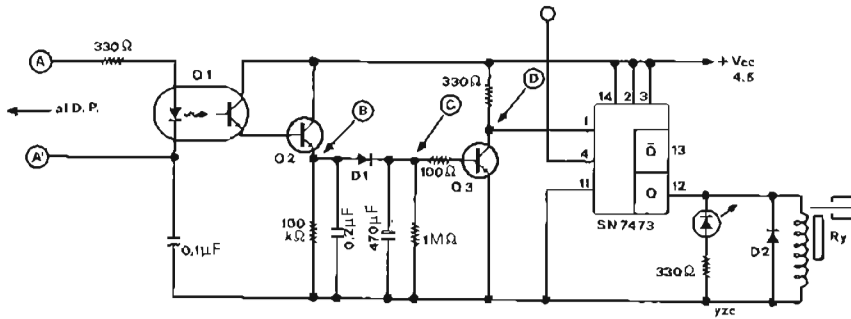 A
330Ω
Q1
al D. P.
A'
0,1µF
Q2
B
D1
100 kΩ
0,2µF
470µF
C
100Ω
1MΩ
Q3
330Ω
D
14
2
3
1
4
11
Q̄
13
Q
12
SN7473
+ Vcc
4.5
330Ω
D2
Ry
yzc